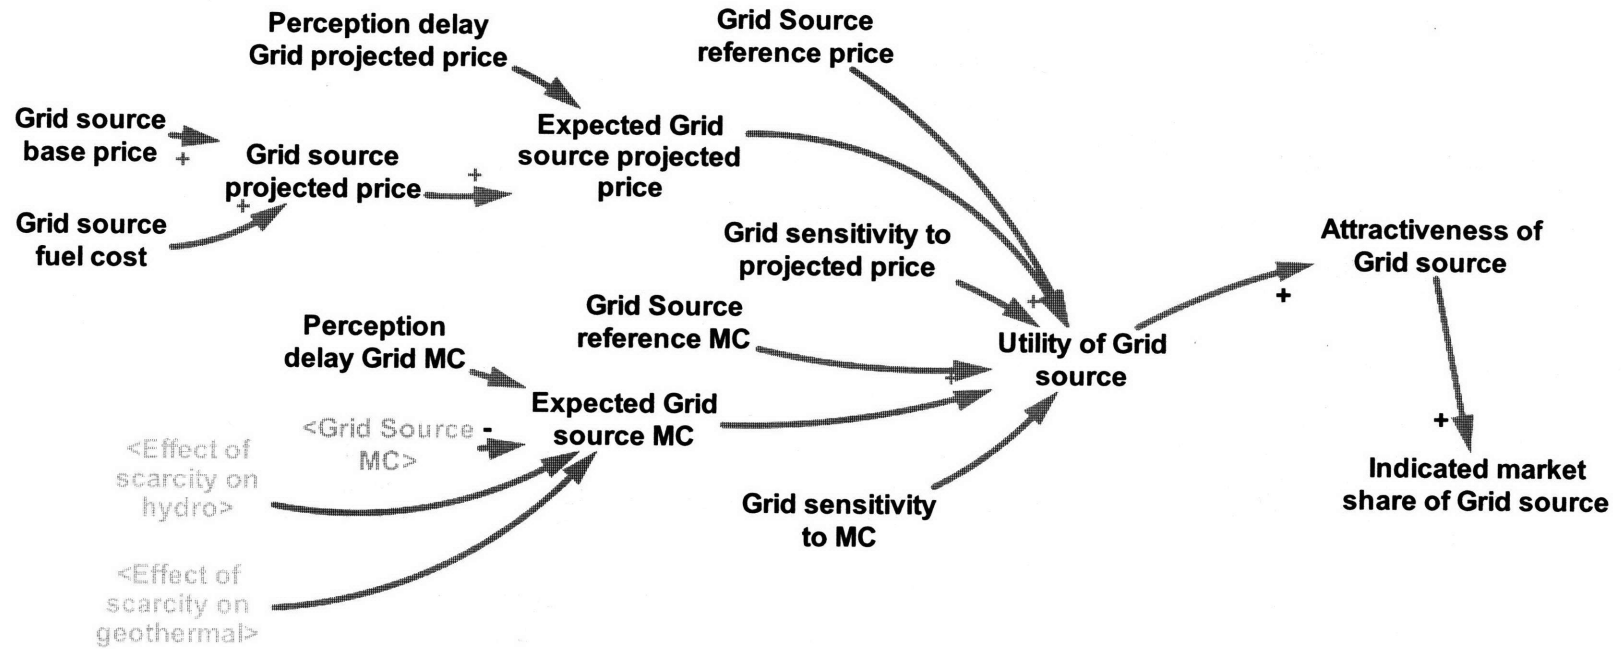 Perception delay
Grid projected price
Grid Source
reference price
Grid source
base price
+
Grid source
projected price
+
+
Expected Grid
source projected
price
Grid source
fuel cost
Grid sensitivity to
projected price
Attractiveness of
Grid source
+
+
Grid Source
reference MC
Perception
delay Grid MC
Utility of Grid
source
+
Expected Grid
source MC
<Grid Source -
MC>
<Effect of
scarcity on
hydro>
+
Indicated market
share of Grid source
Grid sensitivity
to MC
<Effect of
scarcity on
geothermal>